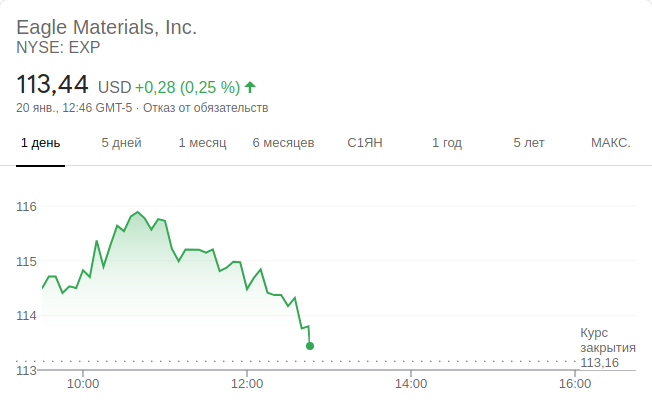 Eagle Materials, Inc.
NYSE: EXP
113,44 USD +0,28 (0,25 %)
20 янв., 12:46 GMT-5 · Отказ от обязательств
1 день 5 дней 1 месяц 6 месяцев С1ЯН 1 год 5 лет МАКС.
116
115
114
Курс
закрытия
113,16
113
10:00 12:00 14:00 16:00